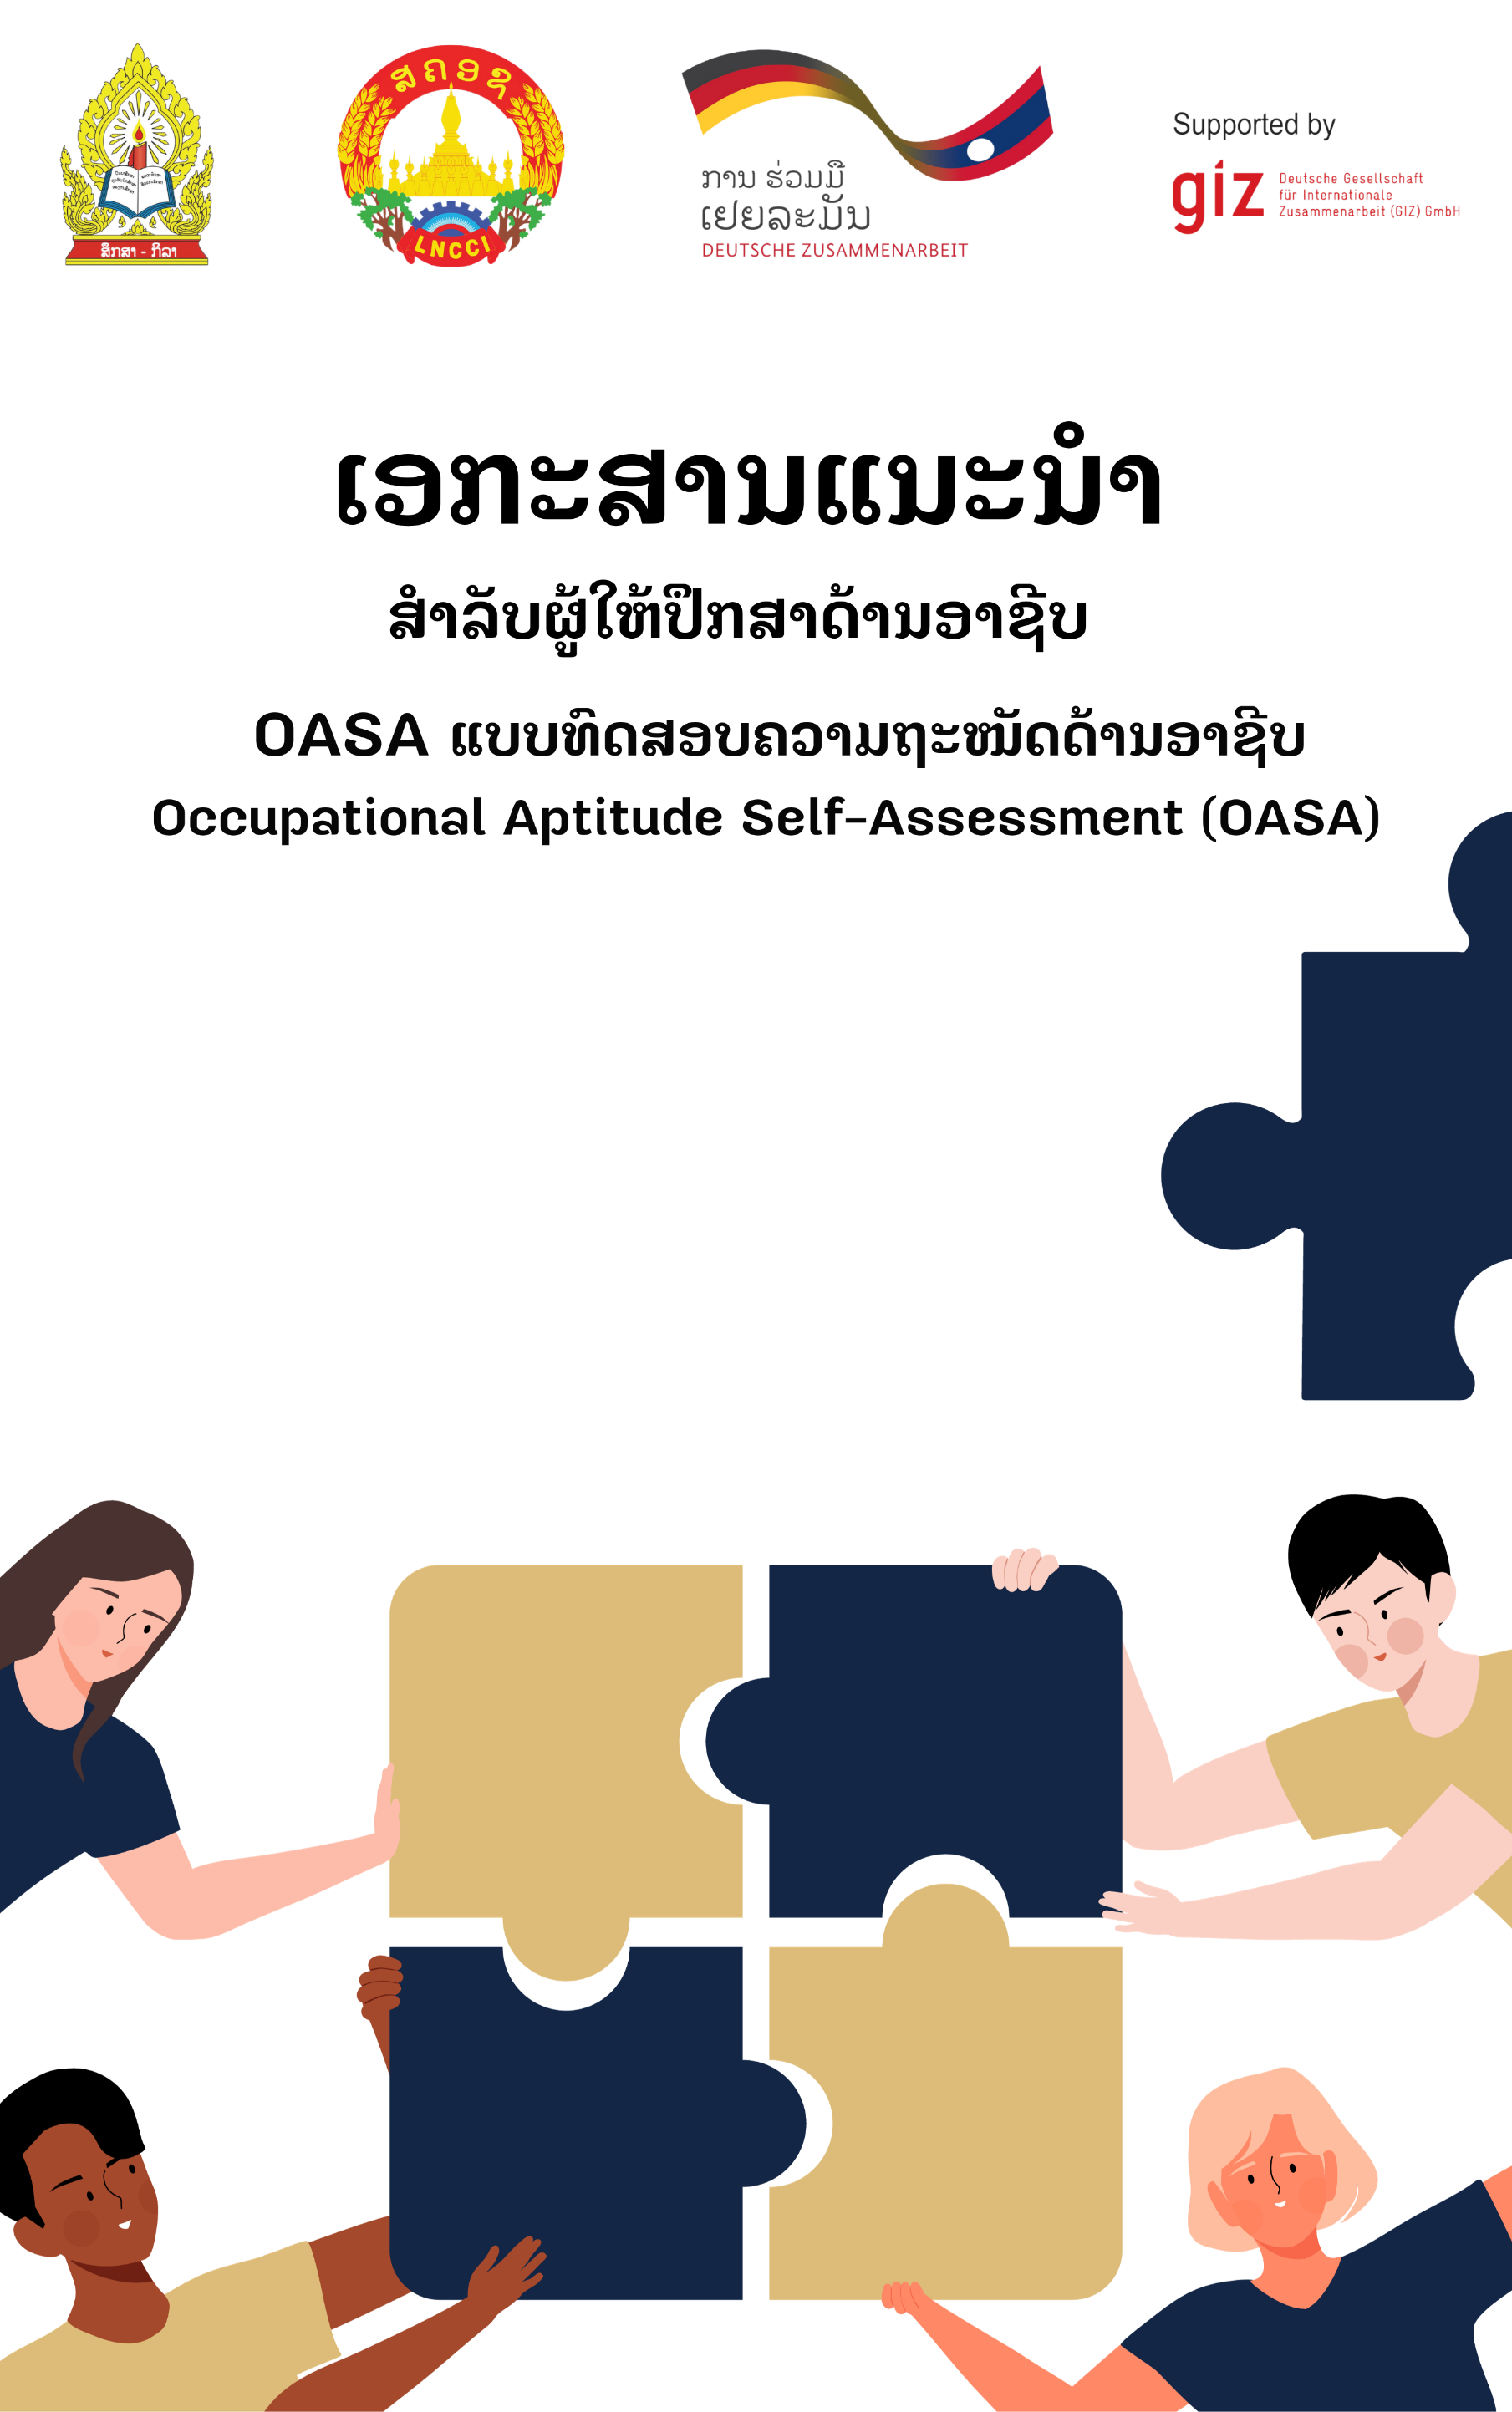 ສຶກສາ - ກິລາ
ສຄອຊ
LNCCI
ການ ຮ່ວມມື
ເຢຍລະມັນ
DEUTSCHE ZUSAMMENARBEIT
Supported by
giz
Deutsche Gesellschaft
für Internationale
Zusammenarbeit (GIZ) GmbH
ເອກະສານແນະນຳ
ສຳລັບຜູ້ໃຫ້ປຶກສາດ້ານອາຊີບ
OASA ແບບທົດສອບຄວາມຖະໜັດດ້ານອາຊີບ
Occupational Aptitude Self-Assessment (OASA)